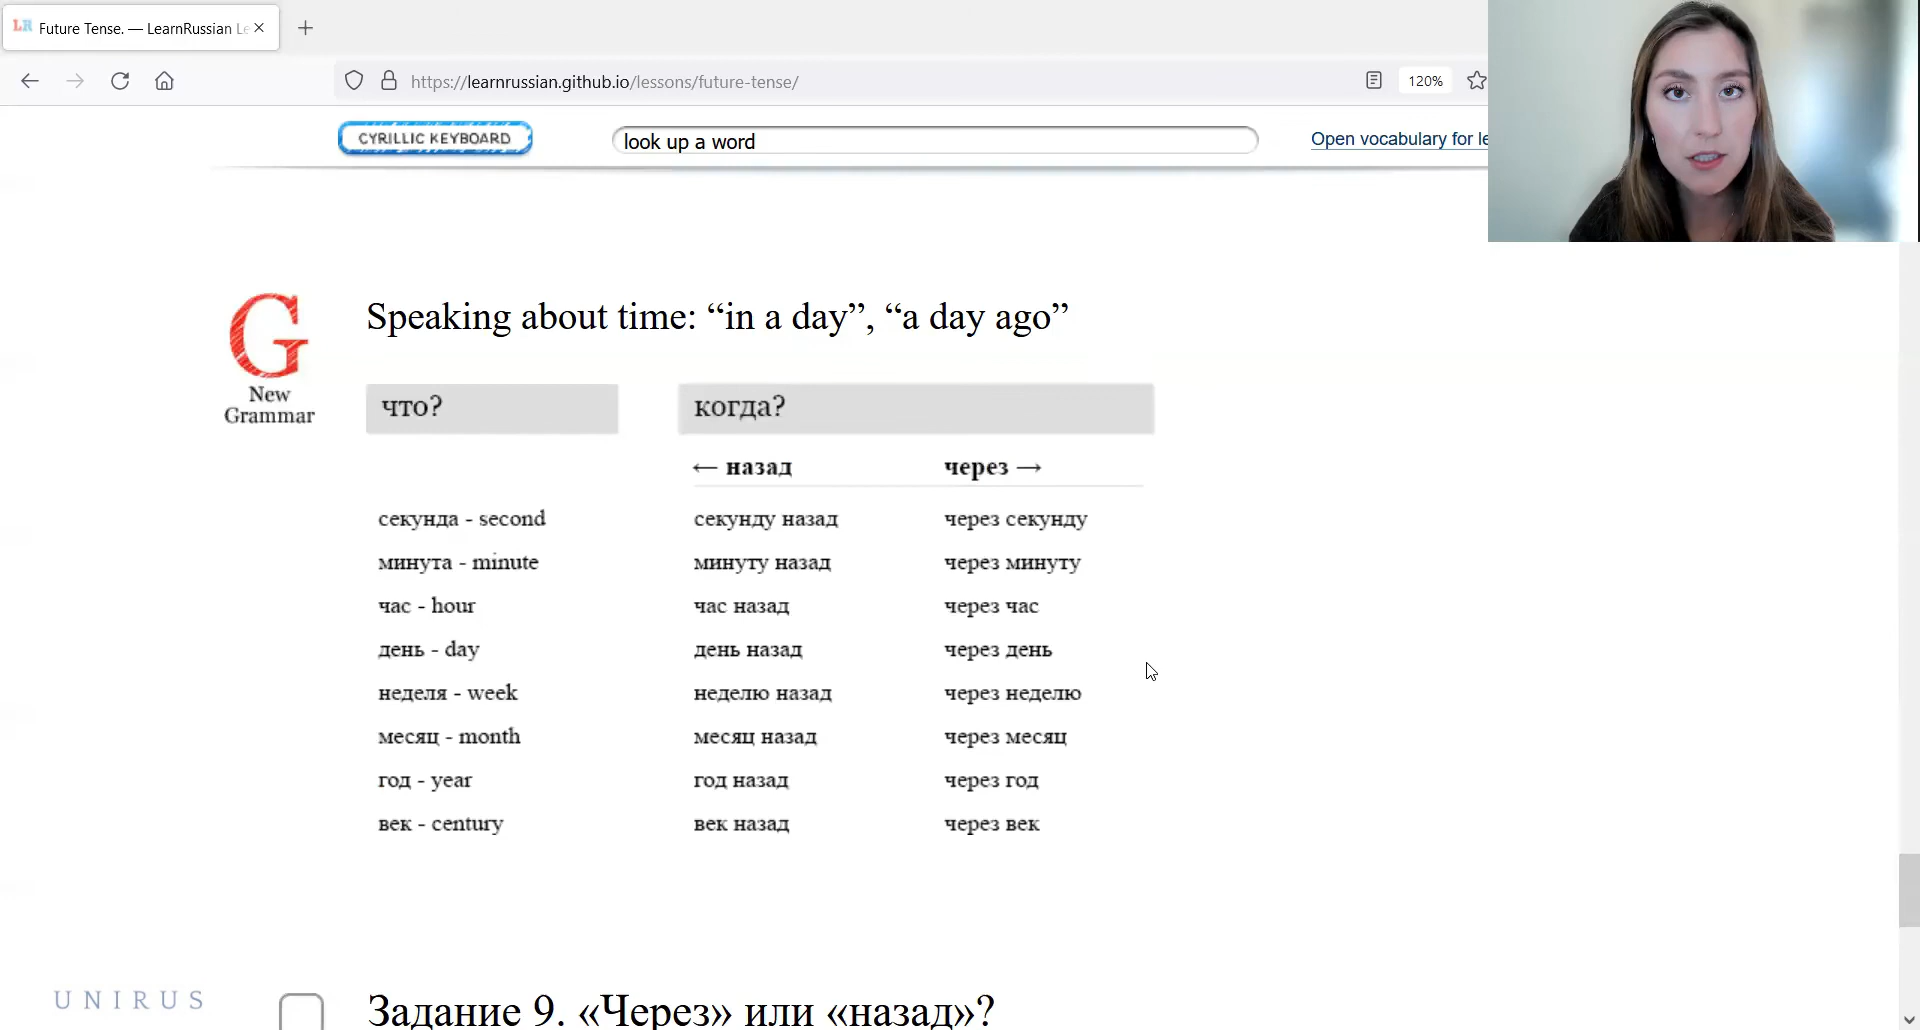 LR Future Tense. — LearnRussian Le
https://learnrussian.github.io/lessons/future-tense/
120%
CYRILLIC KEYBOARD
look up a word
Open vocabulary for le
G
New
Grammar
Speaking about time: “in a day”, “a day ago”
что? когда?
← назад через →
секунда - second секунду назад через секунду
минута - minute минуту назад через минуту
час - hour час назад через час
день - day день назад через день
неделя - week неделю назад через неделю
месяц - month месяц назад через месяц
год - year год назад через год
век - century век назад через век
UNIRUS
Задание 9. «Через» или «назад»?